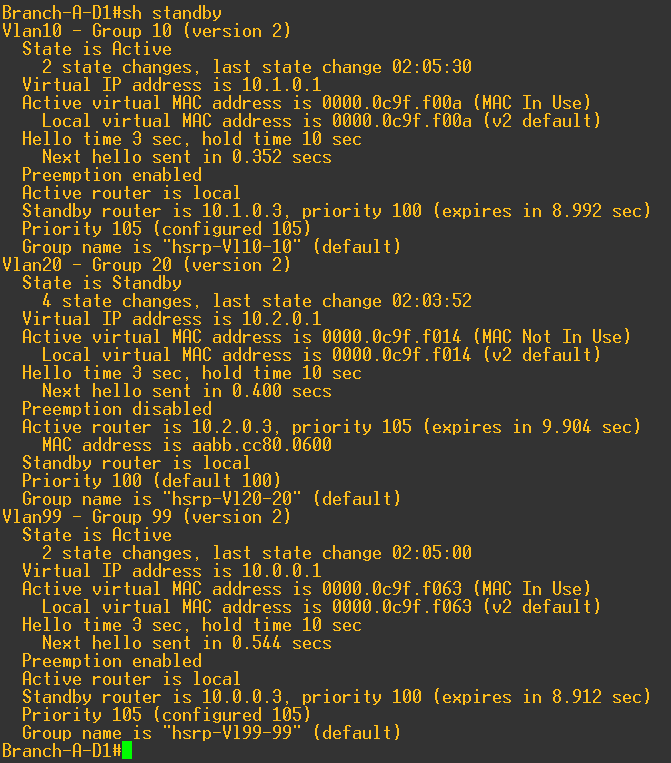 Branch-A-D1#sh standby
Vlan10 - Group 10 (version 2)
  State is Active
    2 state changes, last state change 02:05:30
  Virtual IP address is 10.1.0.1
  Active virtual MAC address is 0000.0c9f.f00a (MAC In Use)
    Local virtual MAC address is 0000.0c9f.f00a (v2 default)
  Hello time 3 sec, hold time 10 sec
    Next hello sent in 0.352 secs
  Preemption enabled
  Active router is local
  Standby router is 10.1.0.3, priority 100 (expires in 8.992 sec)
  Priority 105 (configured 105)
  Group name is "hsrp-Vl10-10" (default)
Vlan20 - Group 20 (version 2)
  State is Standby
    4 state changes, last state change 02:03:52
  Virtual IP address is 10.2.0.1
  Active virtual MAC address is 0000.0c9f.f014 (MAC Not In Use)
    Local virtual MAC address is 0000.0c9f.f014 (v2 default)
  Hello time 3 sec, hold time 10 sec
    Next hello sent in 0.400 secs
  Preemption disabled
  Active router is 10.2.0.3, priority 105 (expires in 9.904 sec)
    MAC address is aabb.cc80.0600
  Standby router is local
  Priority 100 (default 100)
  Group name is "hsrp-Vl20-20" (default)
Vlan99 - Group 99 (version 2)
  State is Active
    2 state changes, last state change 02:05:00
  Virtual IP address is 10.0.0.1
  Active virtual MAC address is 0000.0c9f.f063 (MAC In Use)
    Local virtual MAC address is 0000.0c9f.f063 (v2 default)
  Hello time 3 sec, hold time 10 sec
    Next hello sent in 0.544 secs
  Preemption enabled
  Active router is local
  Standby router is 10.0.0.3, priority 100 (expires in 8.912 sec)
  Priority 105 (configured 105)
  Group name is "hsrp-Vl99-99" (default)
Branch-A-D1#